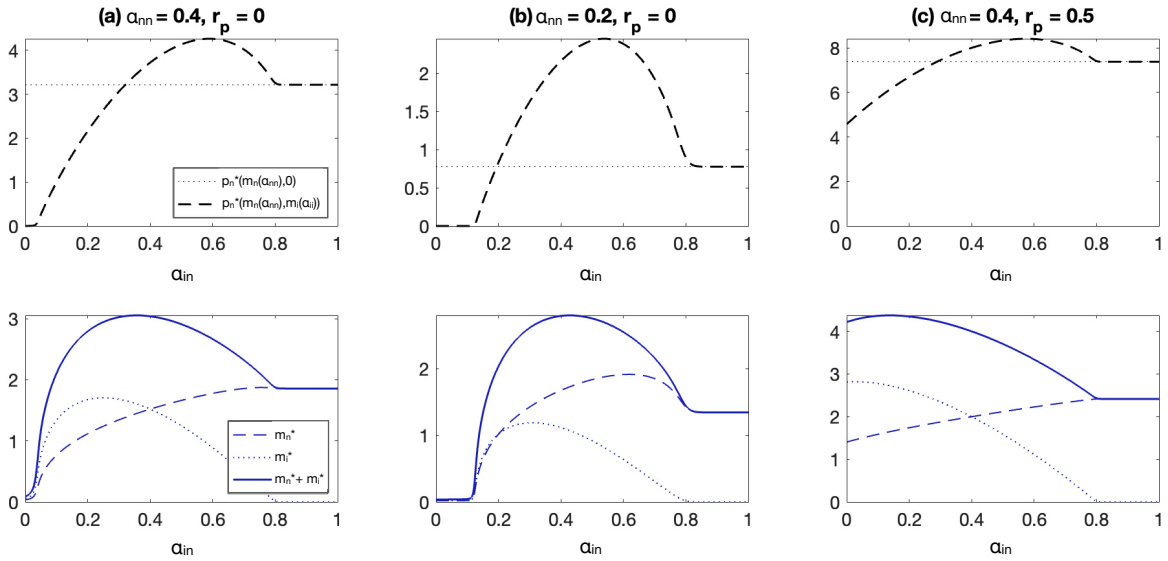 (a) αnn = 0.4, rp = 0
(b) αnn = 0.2, rp = 0
(c) αnn = 0.4, rp = 0.5
4
3
2
1
0
pn*(mn(αnn),0)
pn*(mn(αnn),mi(αii))
0 0.2 0.4 0.6 0.8 1
αin
2
1.5
1
0.5
0
0 0.2 0.4 0.6 0.8 1
αin
8
6
4
2
0
0 0.2 0.4 0.6 0.8 1
αin
3
2
1
0
mn*
mi*
mn*+ mi*
0 0.2 0.4 0.6 0.8 1
αin
2
1
0
0 0.2 0.4 0.6 0.8 1
αin
4
3
2
1
0
0 0.2 0.4 0.6 0.8 1
αin